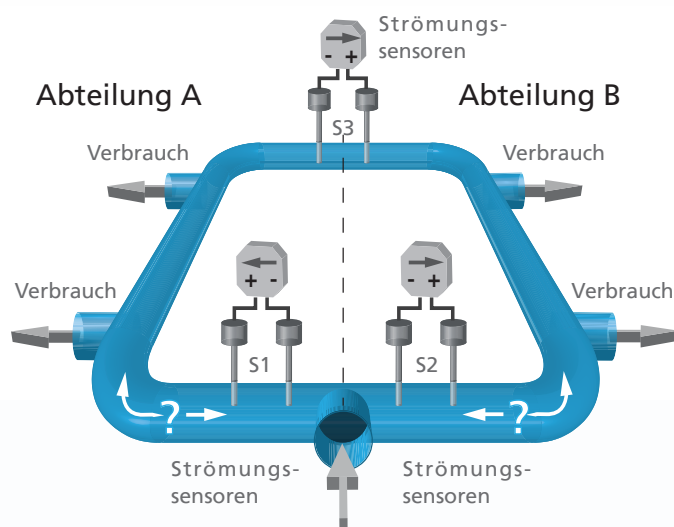 Strömungs-
sensoren
- +
Abteilung A
Abteilung B
S3
Verbrauch
Verbrauch
+ -
- +
Verbrauch
Verbrauch
S1
S2
?
?
Strömungs-
sensoren
Strömungs-
sensoren